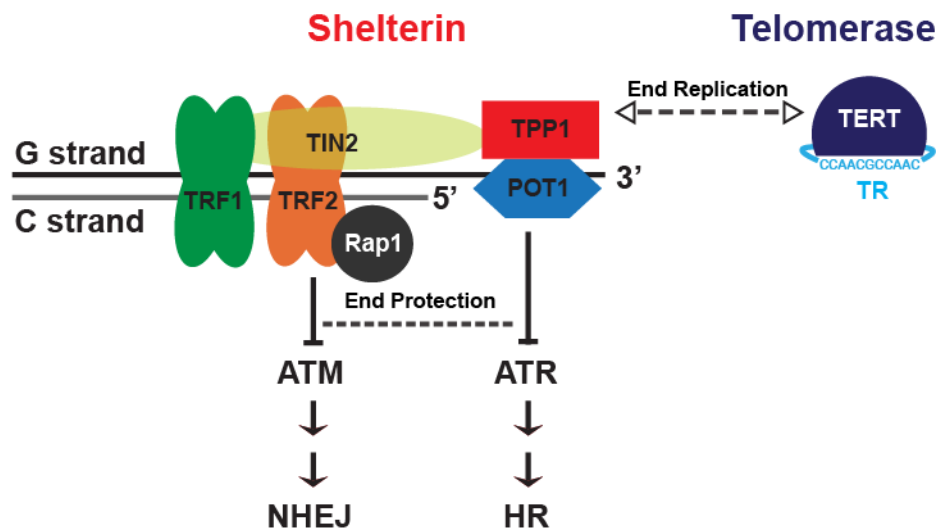 Shelterin
Telomerase
End Replication
TPP1
TERT
TIN2
G strand
CCAACGCCAAC
3’
POT1
TR
TRF1
TRF2
5’
C strand
Rap1
End Protection
ATM
ATR
NHEJ
HR